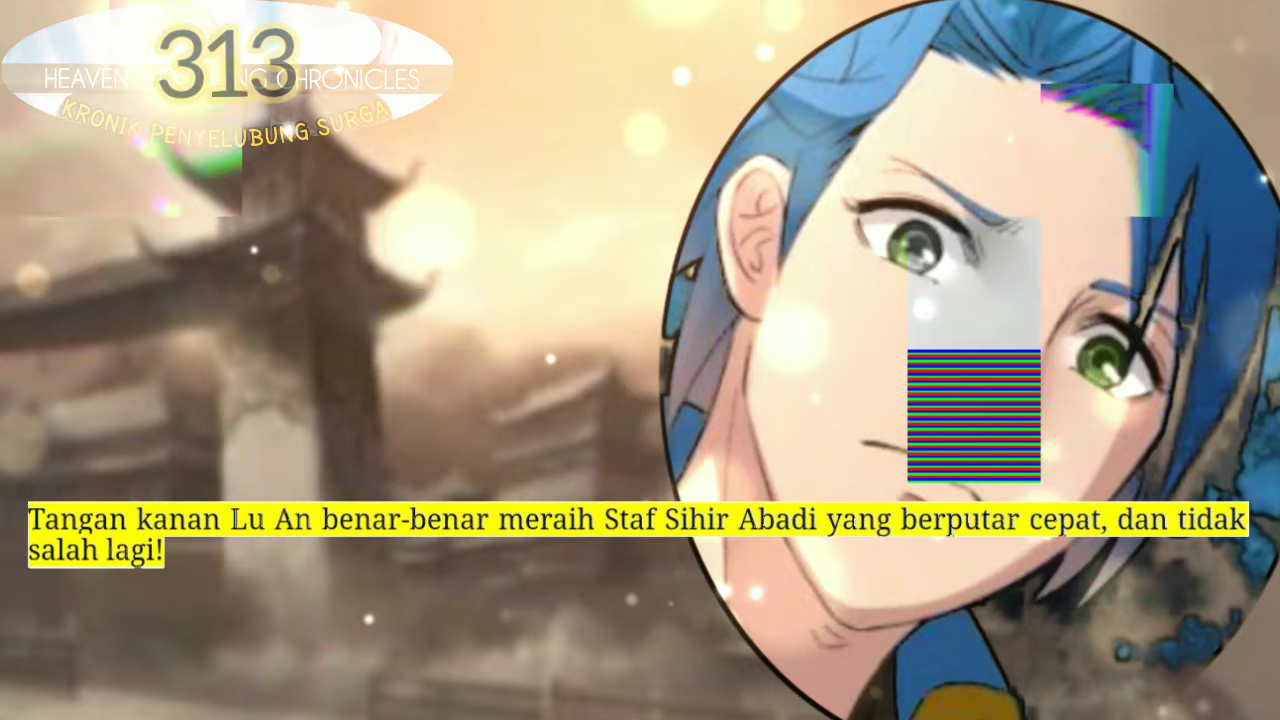 313
HEAVEN NG CHRONICLES
KRONIK PENYELUBUNG SURGA
Tangan kanan Lu An benar-benar meraih Staf Sihir Abadi yang berputar cepat, dan tidak
salah lagi!